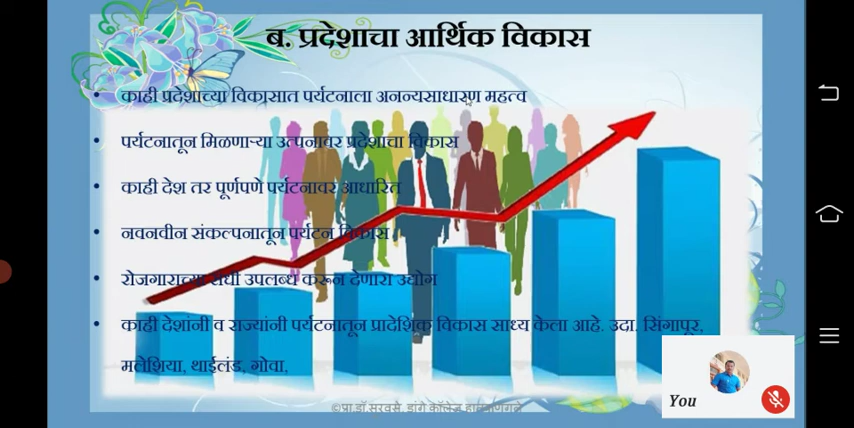 ब. प्रदेशाचा आर्थिक विकास
• काही प्रदेशाच्या विकासात पर्यटनाला अनन्यसाधारण महत्व
• पर्यटनातून मिळणाऱ्या उत्पनावर प्रदेशाचा विकास
• काही देश तर पूर्णपणे पर्यटनावर आधारित
• नवनवीन संकल्पनातून पर्यटन विकास
• रोजगाराच्या संधी उपलब्ध करून देणारा उद्योग
• काही देशांनी व राज्यांनी पर्यटनातून प्रादेशिक विकास साध्य केला आहे. उदा. सिंगापूर,
मलेशिया, थाईलंड, गोवा,
You
©प्रा.डॉ.सरवसे, डांगे कॉलेज